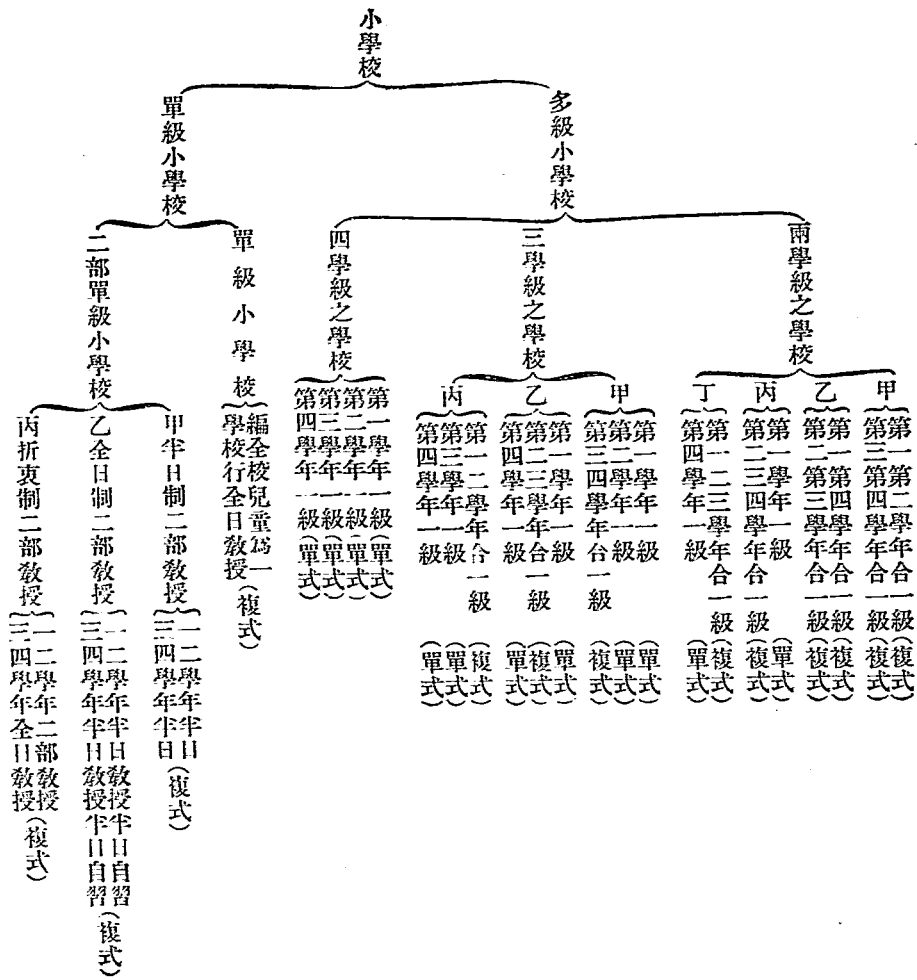 小學校
多級小學校
兩學級之學校
甲
第一第二學年合一級(複式)
第三第四學年合一級(複式)
乙
第一第四學年合一級(複式)
第二第三學年合一級(複式)
丙
第一學年一級(單式)
第二三四學年合一級(複式)
丁
第一二三學年合一級(複式)
第四學年一級(單式)
三學級之學校
甲
第一學年一級(單式)
第二學年一級(單式)
第三四學年合一級(複式)
乙
第一學年一級(單式)
第二三學年合一級(複式)
第四學年一級(單式)
丙
第一二學年合一級(複式)
第三學年一級(單式)
第四學年一級(單式)
四學級之學校
第一學年一級(單式)
第二學年一級(單式)
第三學年一級(單式)
第四學年一級(單式)
單級小學校
單級小學校
編全校兒童爲一
學校行全日敎授(複式)
二部單級小學校
甲半日制二部敎授
一二學年半日
三四學年半日(複式)
乙全日制二部敎授
一二學年半日敎授半日自習
三四學年半日敎授半日自習(複式)
丙折衷制二部敎授
一二學年二部敎授
三四學年全日敎授(複式)